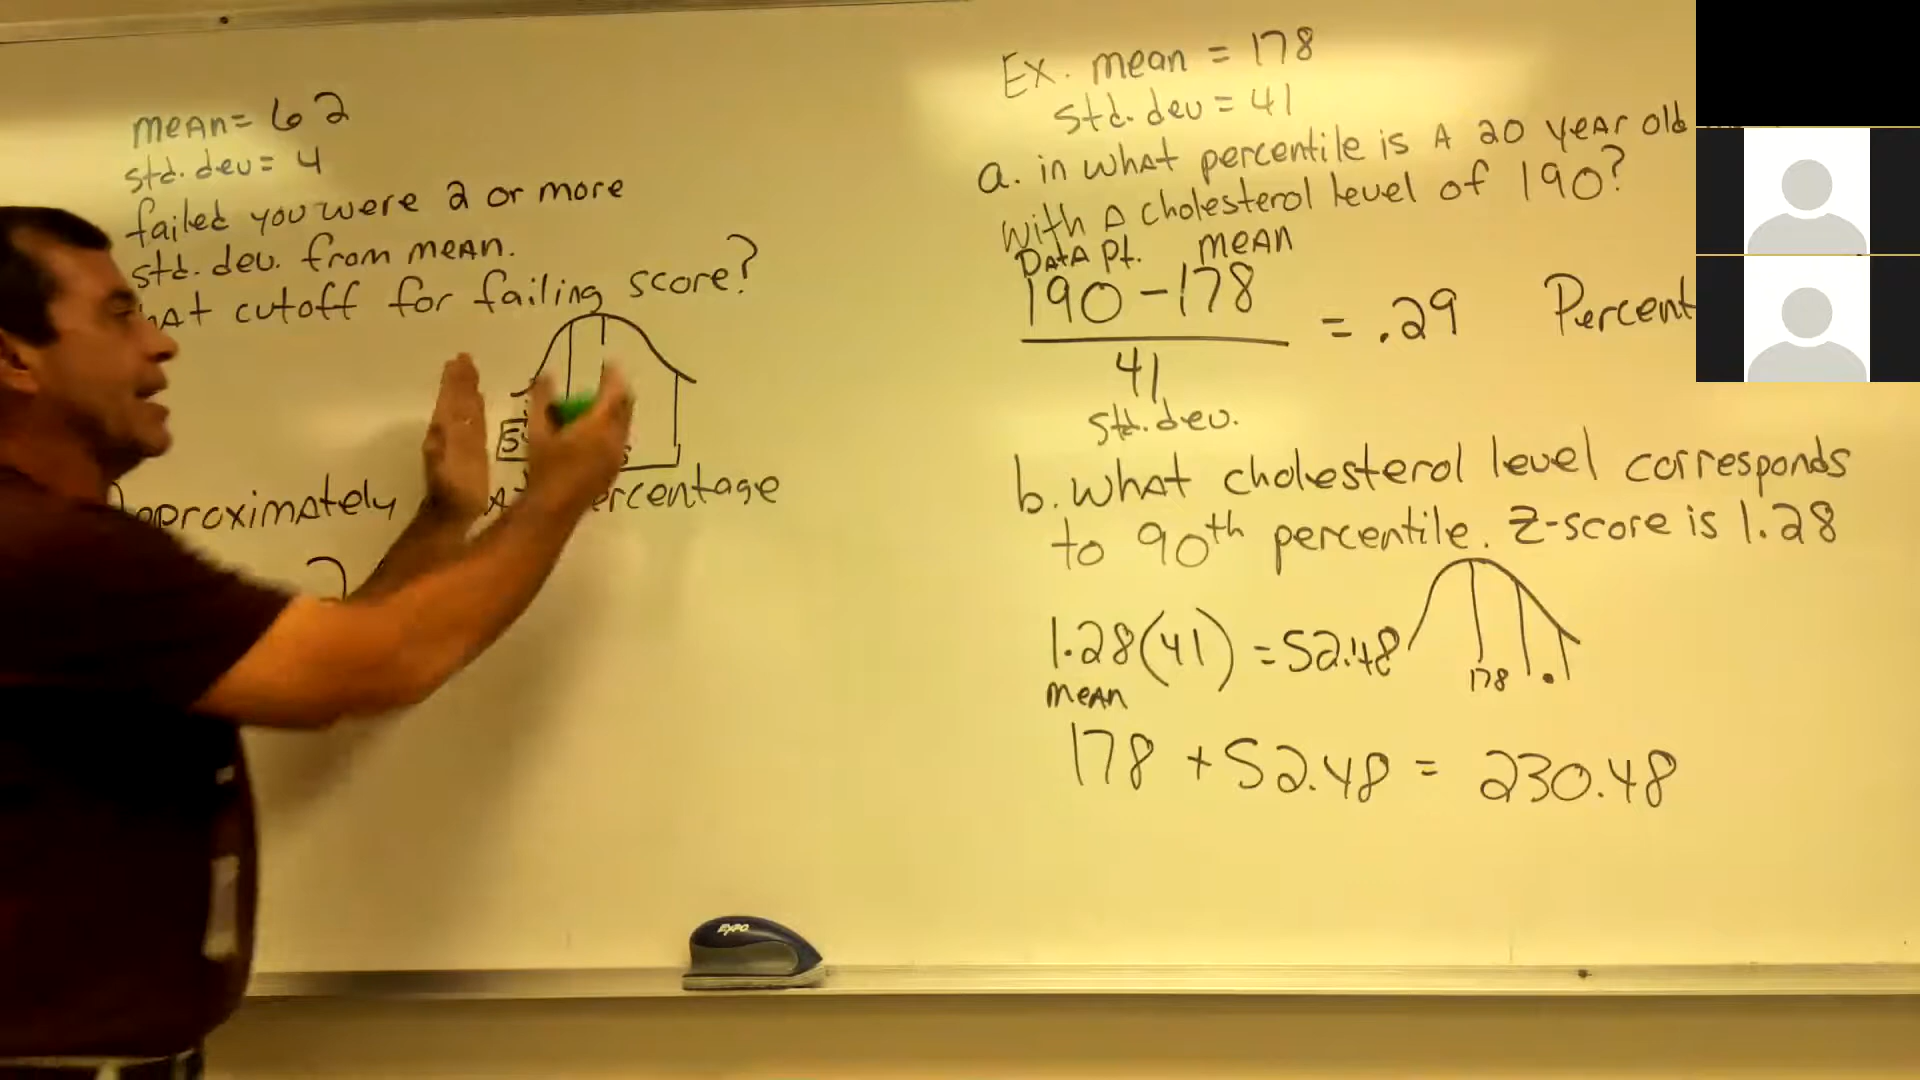 mean = 62
std. dev = 4
failed you were 2 or more
std. dev. from mean.
cutoff for failing score?
approximately percentage
?
Ex. mean = 178
std. dev = 41
a. in what percentile is A 20 year old
with A cholesterol level of 190?
Data Pt. mean
190 - 178
= .29 Percent
41
std. dev.
b. what cholesterol level corresponds
to 90th percentile. Z-score is 1.28
1.28(41) = 52.48
178
mean
178 + 52.48 = 230.48
EXPO